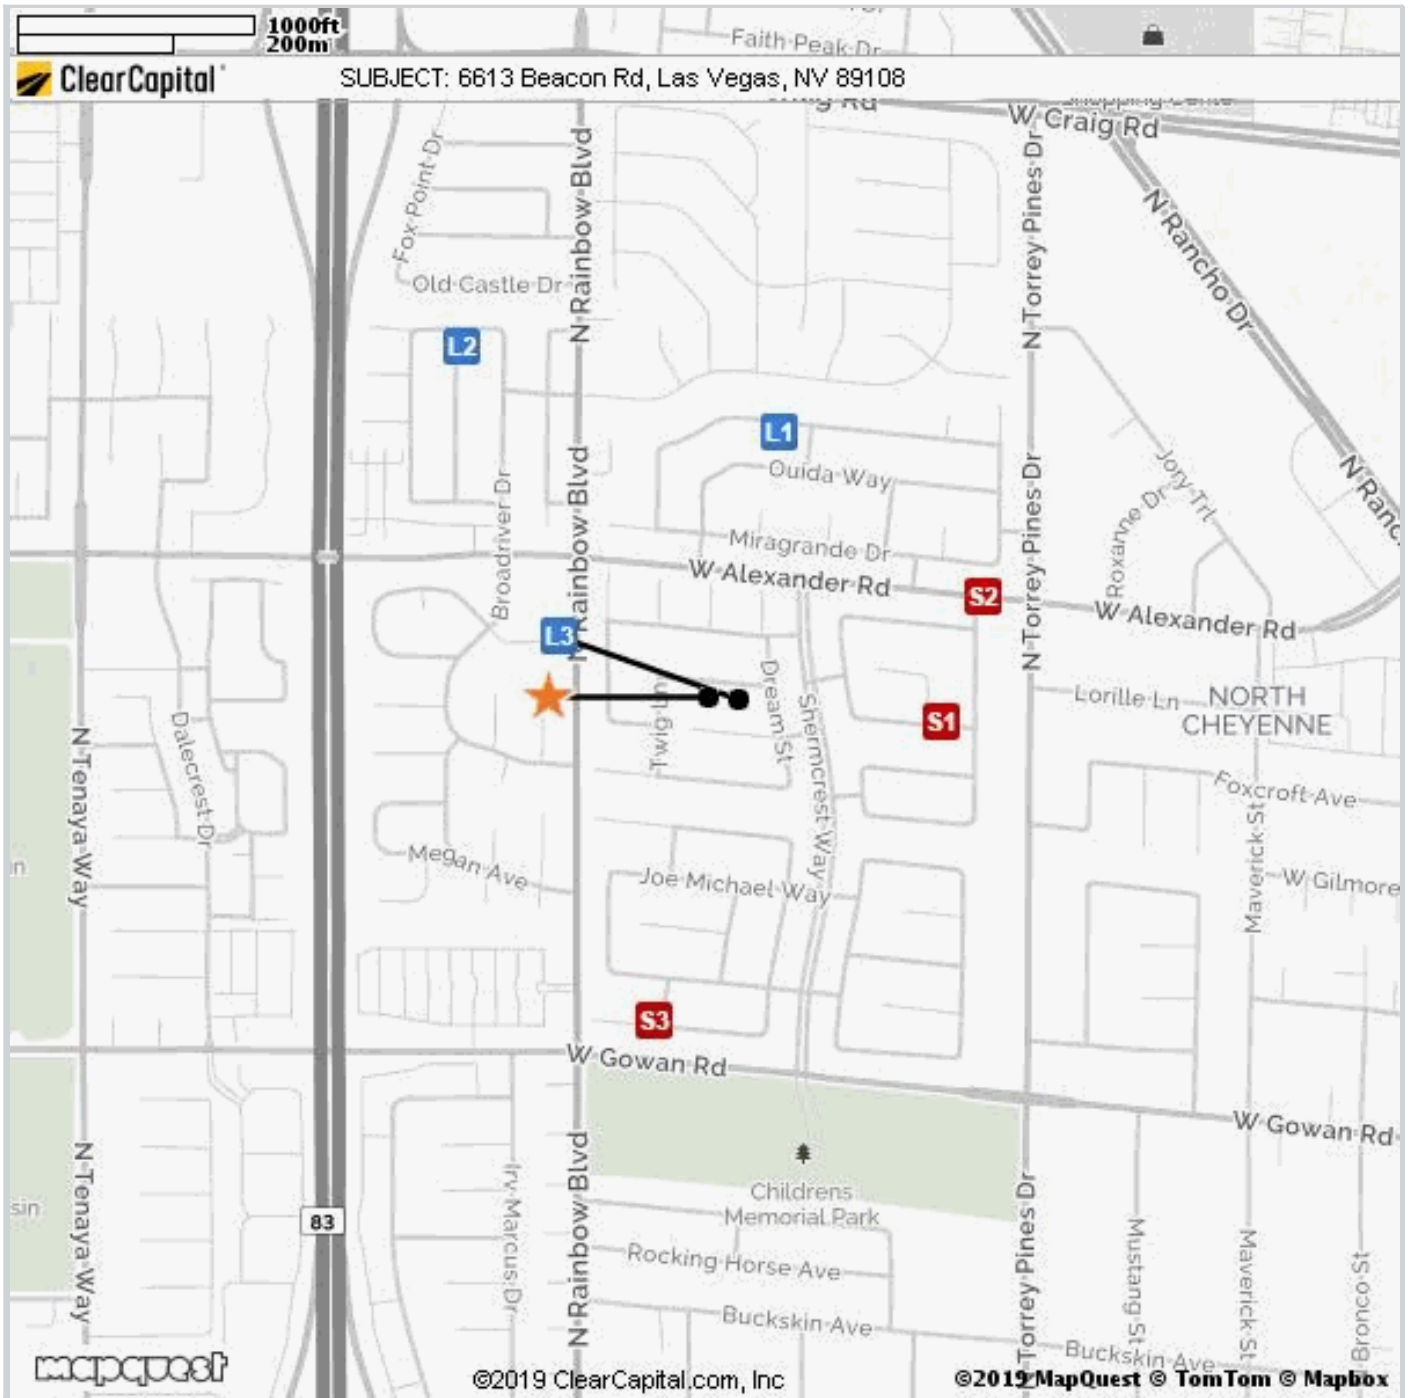 1000ft
200m
Faith Peak Dr
ClearCapital
SUBJECT: 6613 Beacon Rd, Las Vegas, NV 89108
W Craig Rd
Fox Point Dr
N Rainbow Blvd
N Torrey Pines Dr
N Rancho Dr
Old Castle Dr
L2
L1
Ouida Way
Jory Trl
Roxanne Dr
N Rainbow Blvd
N Torrey Pines Dr
Broadriver Dr
Miragrande Dr
W Alexander Rd
S2
W Alexander Rd
L3
Dream St
Twig Ln
Shermcrest Way
S1
Lorille Ln
NORTH
CHEYENNE
N Tenaya Way
Dalecrest Dr
Foxcroft Ave
Maverick St
Megan Ave
Joe Michael Way
W Gilmore
S3
W Gowan Rd
W Gowan Rd
N Tenaya Way
83
Irv Marcus Dr
N Rainbow Blvd
Childrens
Memorial Park
Torrey Pines Dr
Rocking Horse Ave
Mustang St
Maverick St
Bronco St
Buckskin Ave
Buckskin Ave
mapquest
©2019 ClearCapital.com, Inc
©2019 MapQuest © TomTom © Mapbox